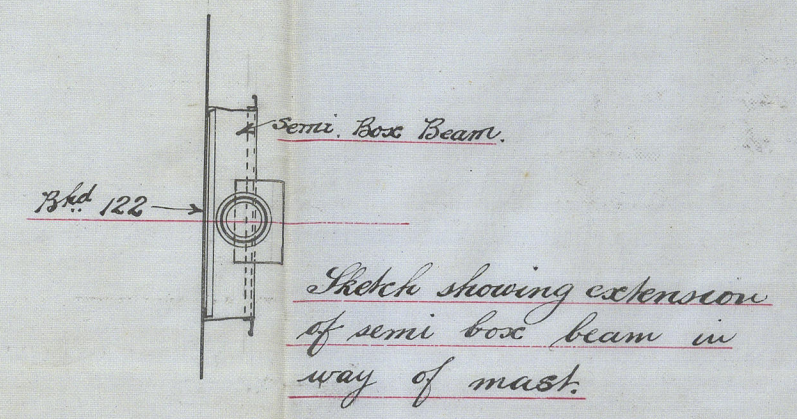 Semi. Box Beam.
Bhd 122
Sketch showing extension
of semi box beam in
way of mast.